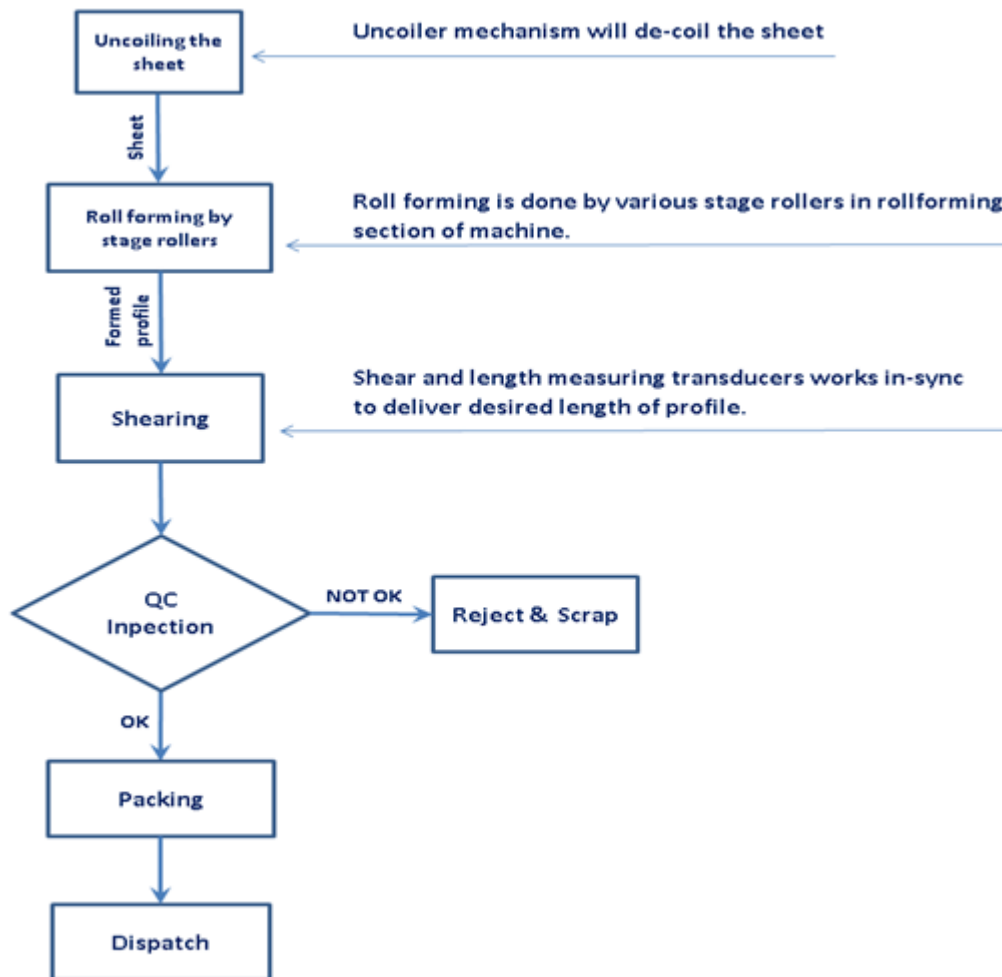 Uncoiling the
sheet
Uncoiler mechanism will de-coil the sheet
Sheet
Roll forming by
stage rollers
Roll forming is done by various stage rollers in rollforming
section of machine.
Formed
profile
Shearing
Shear and length measuring transducers works in-sync
to deliver desired length of profile.
QC
Inpection
NOT OK
Reject & Scrap
OK
Packing
Dispatch